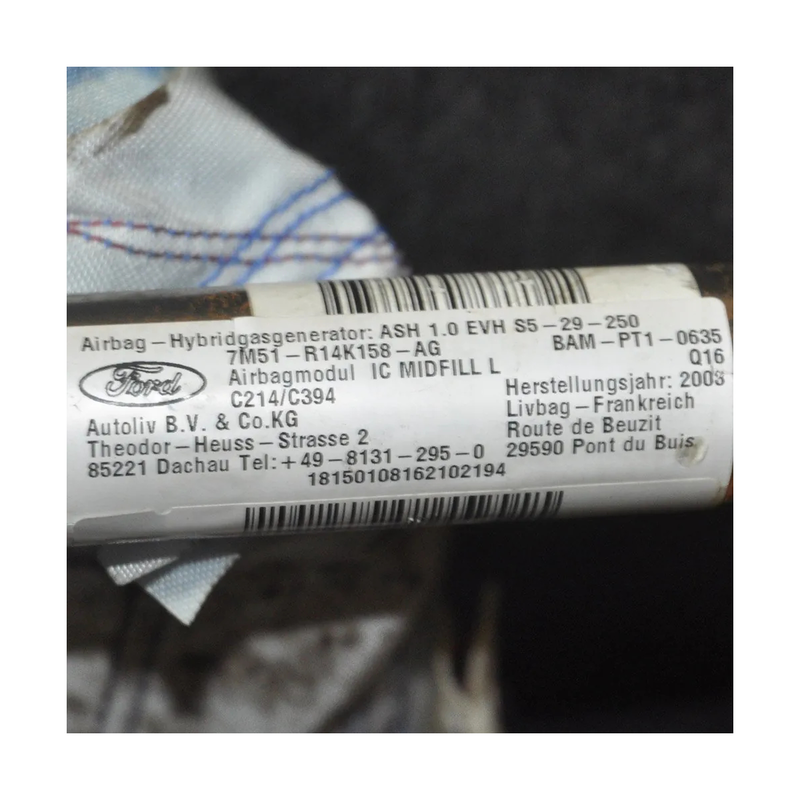 Airbag-Hybridgasgenerator: ASH 1.0 EVH S5-29-250
7M51-R14K158-AG
BAM-PT1-0635
Ford
Airbagmodul IC MIDFILL L
Q16
C214/C394
Herstellungsjahr: 2008
Autoliv B.V. & Co.KG
Livbag-Frankreich
Theodor-Heuss-Strasse 2
Route de Beuzit
85221 Dachau Tel:+49-8131-295-0
29590 Pont du Buis
18150108162102194